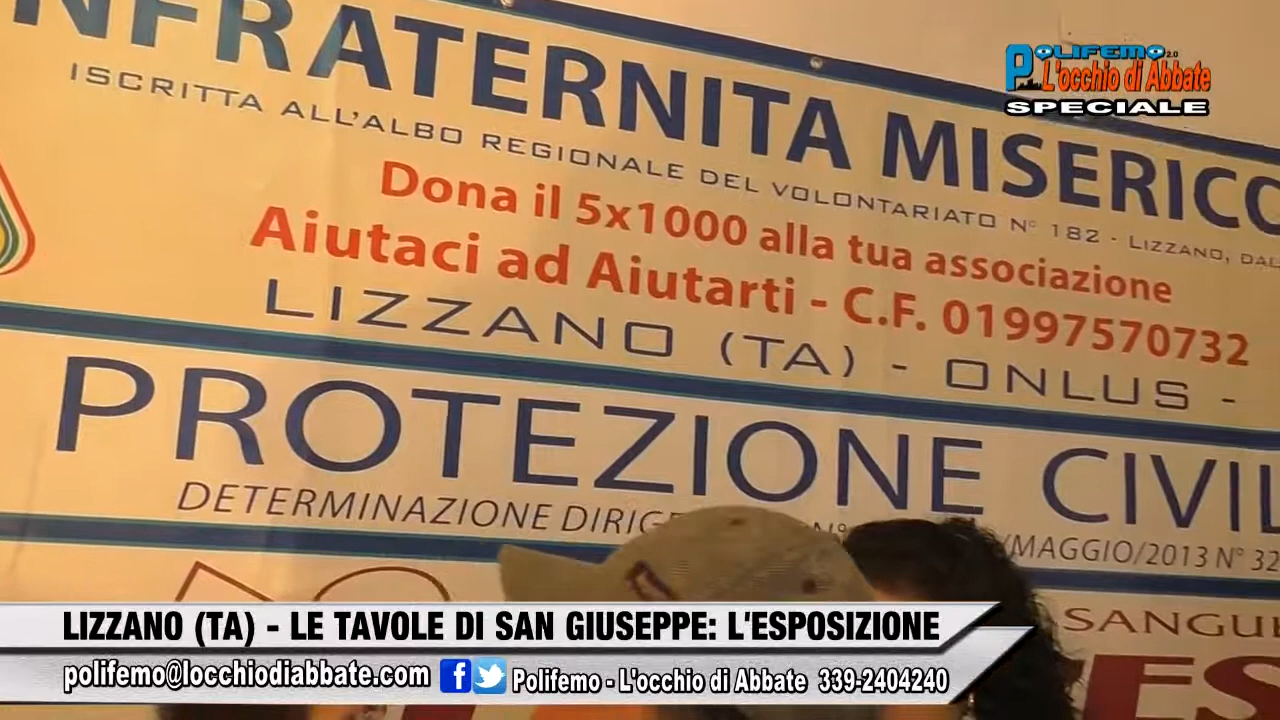 NFRATERNITA MISERICO
ISCRITTA ALL'ALBO REGIONALE DEL VOLONTARIATO N° 182 - LIZZANO, DAL
Dona il 5x1000 alla tua associazione
Aiutaci ad Aiutarti - C.F. 01997570732
LIZZANO (TA) - ONLUS -
PROTEZIONE CIVIL
DETERMINAZIONE DIRIG N° /MAGGIO/2013 N° 32
SANGU
ES
POLIFEMO 2.0
L'occhio di Abbate
SPECIALE
LIZZANO (TA) - LE TAVOLE DI SAN GIUSEPPE: L'ESPOSIZIONE
polifemo@locchiodiabbate.com f Polifemo - L'occhio di Abbate 339-2404240